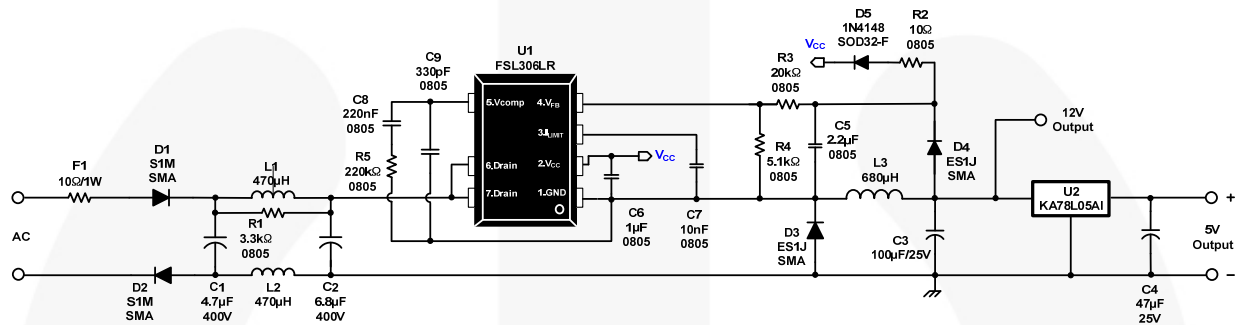 F1
10Ω/1W
D1
S1M
SMA
L1
470µH
R1
3.3kΩ
0805
AC
D2
S1M
SMA
C1
4.7µF
400V
L2
470µH
C2
6.8µF
400V
C8
220nF
0805
R5
220kΩ
0805
C9
330pF
0805
U1
FSL306LR
5.Vcomp
4.VFB
3.ILIMIT
6.Drain
2.VCC
7.Drain
1.GND
VCC
C6
1µF
0805
C7
10nF
0805
VCC
D5
1N4148
SOD32-F
R2
10Ω
0805
R3
20kΩ
0805
R4
5.1kΩ
0805
C5
2.2µF
0805
D4
ES1J
SMA
L3
680µH
D3
ES1J
SMA
C3
100µF/25V
12V
Output
U2
KA78L05AI
+
5V
Output
−
C4
47µF
25V